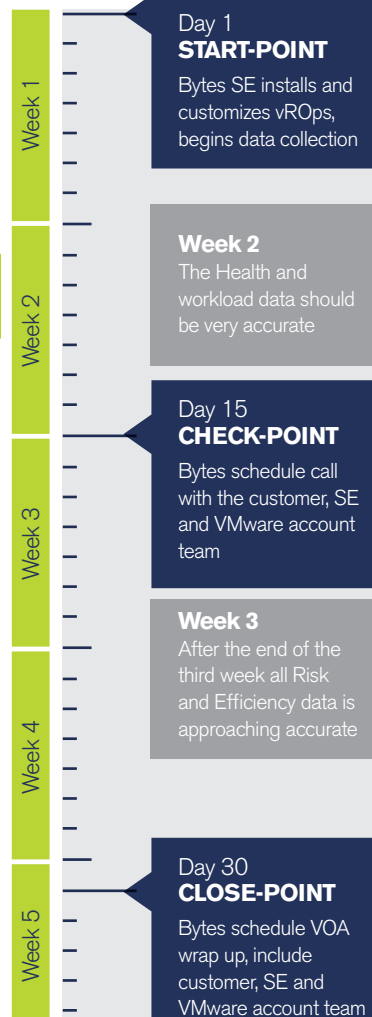 Week 1
Day 1
START-POINT
Bytes SE installs and
customizes vROps,
begins data collection
Week 2
Week 2
The Health and
workload data should
be very accurate
Week 3
Day 15
CHECK-POINT
Bytes schedule call
with the customer, SE
and VMware account
team
Week 3
After the end of the
third week all Risk
and Efficiency data is
approaching accurate
Week 4
Week 5
Day 30
CLOSE-POINT
Bytes schedule VOA
wrap up, include
customer, SE and
VMware account team